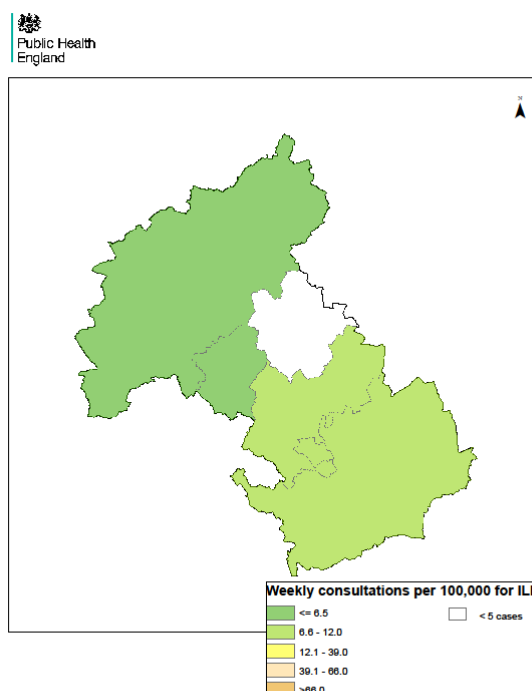 Public Health
England
N
Weekly consultations per 100,000 for ILI
<= 6.5
< 5 cases
6.6 - 12.0
12.1 - 39.0
39.1 - 66.0
>66.0